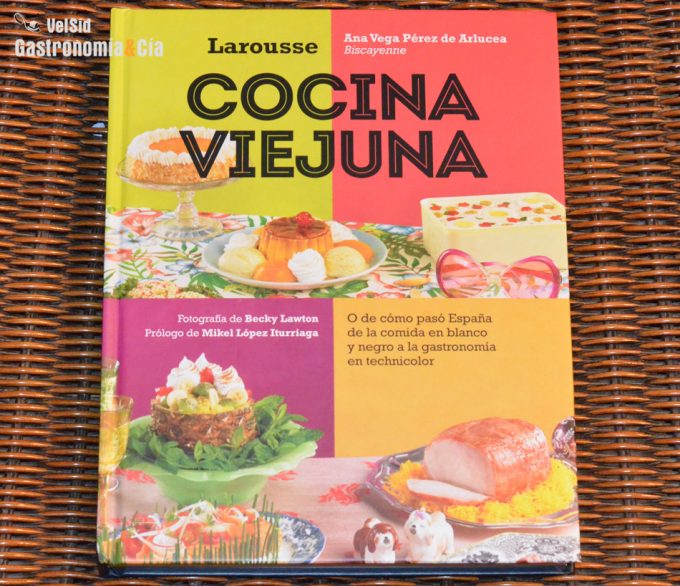 VelSid
Gastronomía&Cía
Larousse
Ana Vega Pérez de Arlucea
Biscayenne
COCINA
VIEJUNA
Fotografía de Becky Lawton
Prólogo de Mikel López Iturriaga
O de cómo pasó España
de la comida en blanco
y negro a la gastronomía
en technicolor